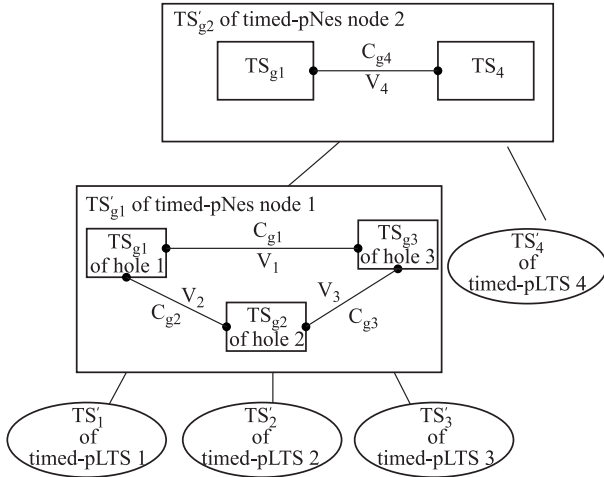 TS′g2 of timed-pNes node 2
Cg4
TSg1
TS4
V4
TS′g1 of timed-pNes node 1
Cg1
TSg1
of hole 1
TSg3
of hole 3
V1
V2
V3
Cg2
TSg2
of hole 2
Cg3
TS′4
of
timed-pLTS 4
TS′1
of
timed-pLTS 1
TS′2
of
timed-pLTS 2
TS′3
of
timed-pLTS 3